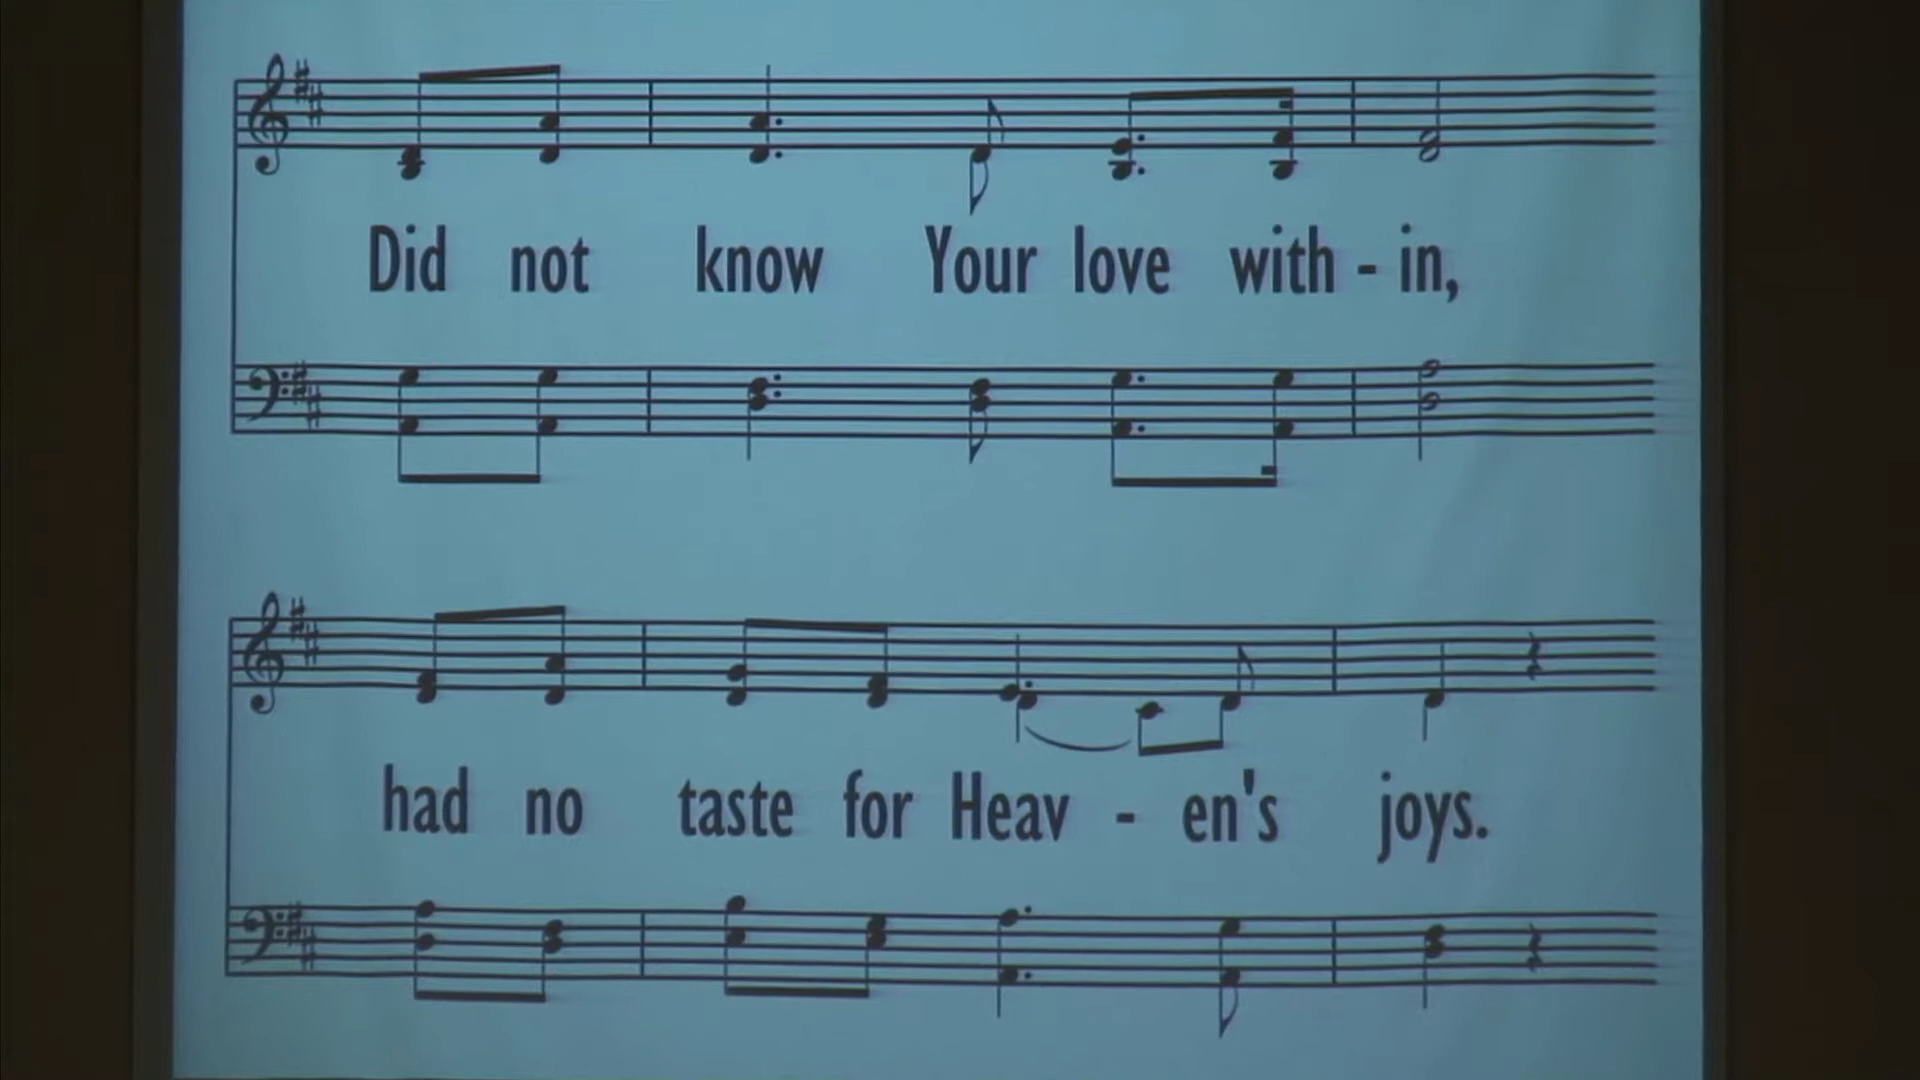 Did not know Your love with - in,
had no taste for Heav - en's joys.